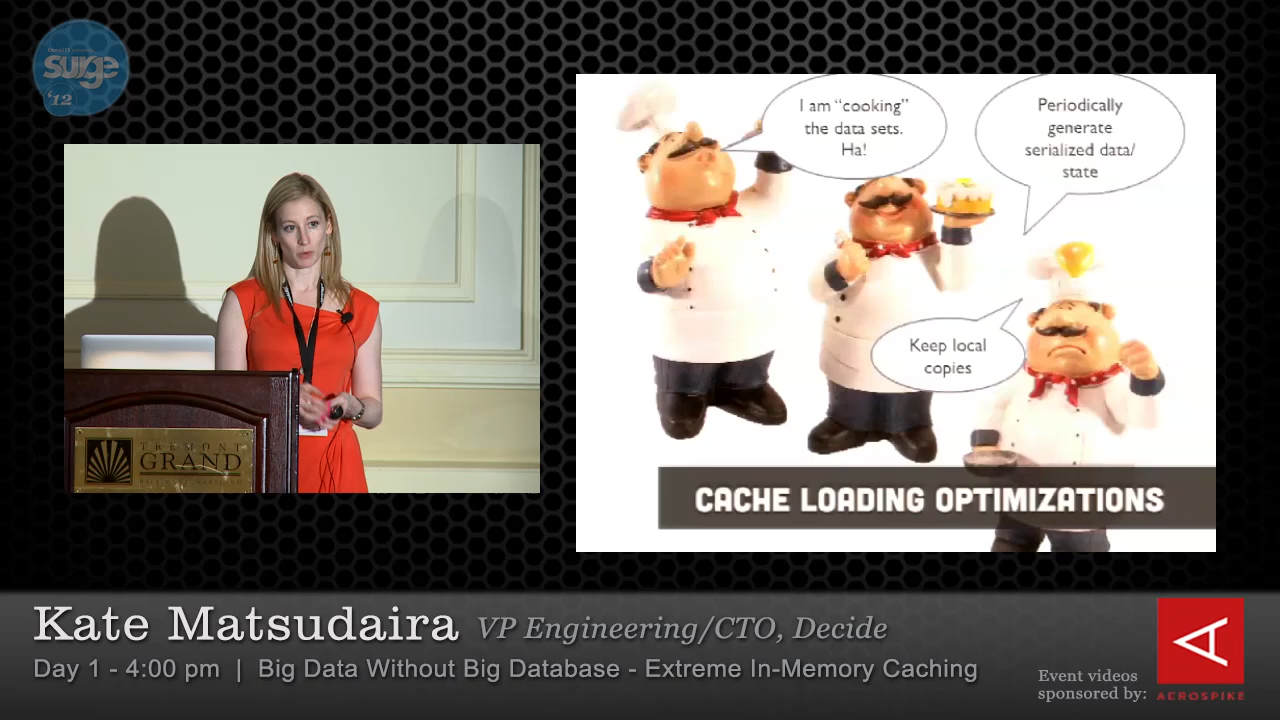 surge
'12
I am "cooking"
the data sets.
Ha!
Periodically
generate
serialized data/
state
Keep local
copies
CACHE LOADING OPTIMIZATIONS
TREMONT
GRAND
Kate Matsudaira VP Engineering/CTO, Decide
Day 1 - 4:00 pm | Big Data Without Big Database - Extreme In-Memory Caching
Event videos
sponsored by:
AEROSPIKE